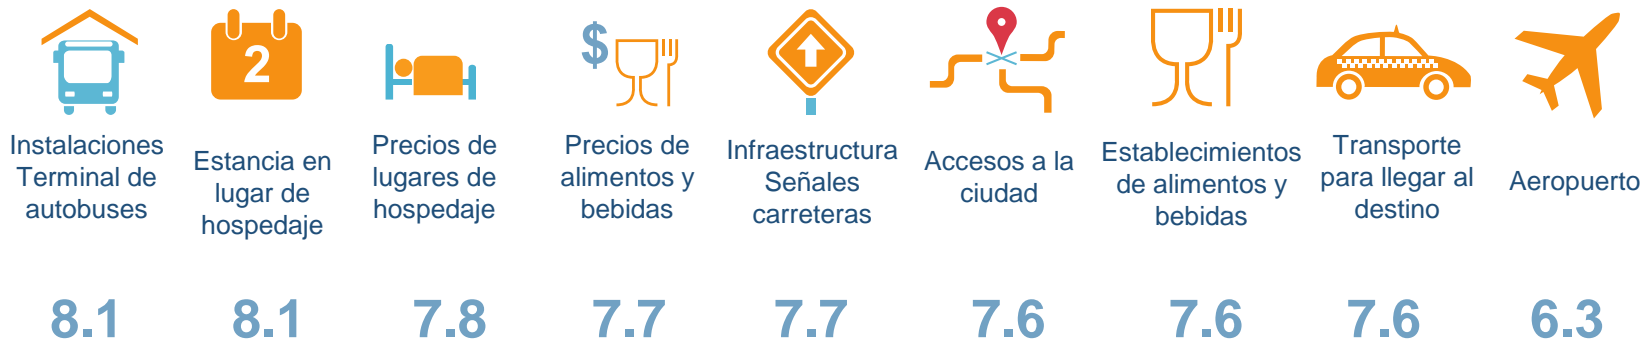 2
$
Instalaciones
Terminal de
autobuses
Estancia en
lugar de
hospedaje
Precios de
lugares de
hospedaje
Precios de
alimentos y
bebidas
Infraestructura
Señales
carreteras
Accesos a la
ciudad
Establecimientos
de alimentos y
bebidas
Transporte
para llegar al
destino
Aeropuerto
8.1 8.1 7.8 7.7 7.7 7.6 7.6 7.6 6.3